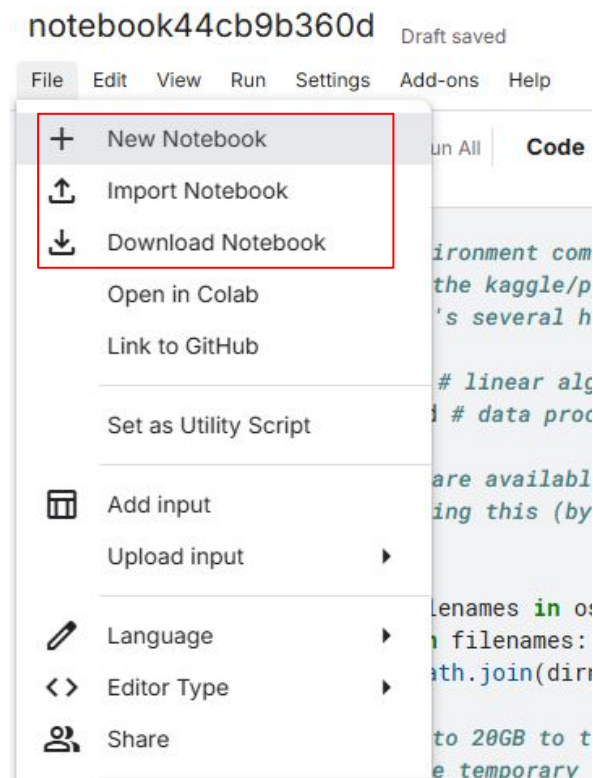 notebook44cb9b360d Draft saved
File Edit View Run Settings Add-ons Help
New Notebook
Import Notebook
Download Notebook
Open in Colab
Link to GitHub
Set as Utility Script
Add input
Upload input
Language
Editor Type
Share
un All Code
ironment com
the kaggle/p
's several h
# linear alg
d # data proc
are availabl
ing this (by
lenames in os
n filenames:
ath.join(dirn
to 20GB to t
e temporary